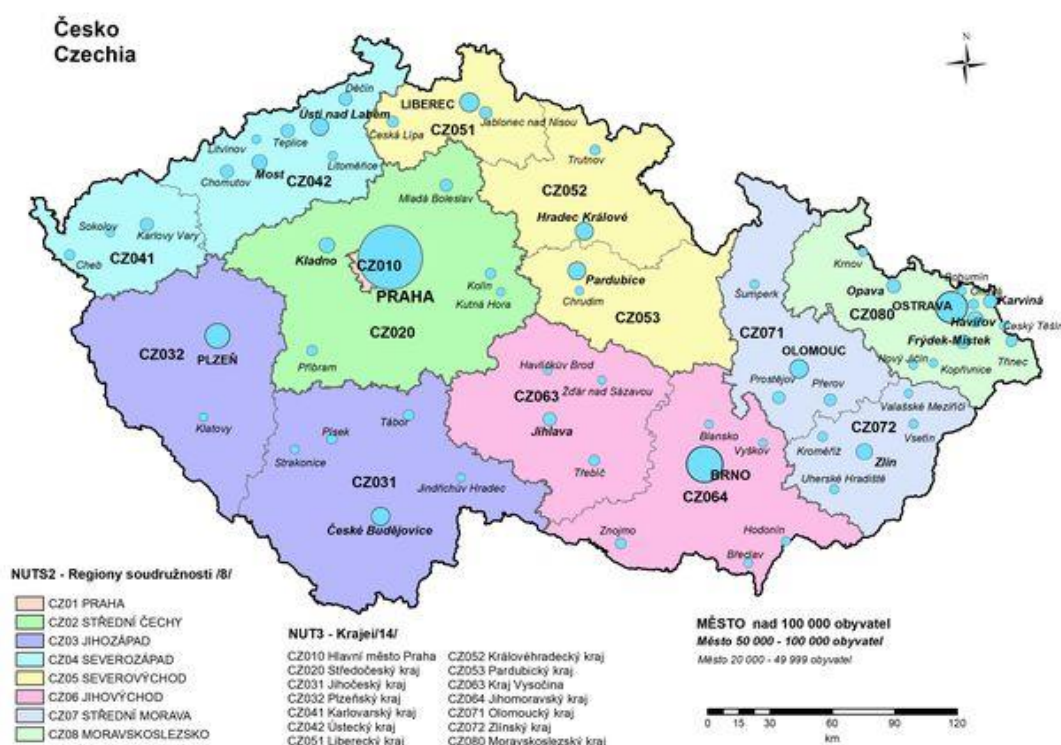 Česko
Czechia
N
Děčín
Ústí nad Labem
LIBEREC
Teplice
Česká Lípa
CZ051
Jablonec nad Nisou
Litvínov
Litoměřice
Trutnov
Most
Chomutov
CZ042
CZ052
Mladá Boleslav
Sokolov
Karlovy Vary
Hradec Králové
Cheb
CZ041
Kladno
CZ010
PRAHA
Kolín
Kutná Hora
Pardubice
Chrudim
Šumperk
Krnov
Bohumín
Opava
OSTRAVA
Karviná
CZ080
Havířov
Český Těšín
CZ032
CZ020
CZ053
CZ071
Frýdek-Místek
Třinec
PLZEŇ
Příbram
OLOMOUC
Nový Jičín
Kopřivnice
Havlíčkův Brod
CZ063
Žďár nad Sázavou
Prostějov
Přerov
Valašské Meziříčí
Klatovy
Písek
Tábor
Jihlava
Blansko
Vyškov
Kroměříž
CZ072
Vsetín
Strakonice
Zlín
CZ031
Jindřichův Hradec
Třebíč
BRNO
CZ064
Uherské Hradiště
České Budějovice
Znojmo
Hodonín
Břeclav
NUTS2 - Regiony soudružnosti /8/
CZ01 PRAHA
CZ02 STŘEDNÍ ČECHY
CZ03 JIHOZÁPAD
CZ04 SEVEROZÁPAD
CZ05 SEVEROVÝCHOD
CZ06 JIHOVÝCHOD
CZ07 STŘEDNÍ MORAVA
CZ08 MORAVSKOSLEZSKO
NUT3 - Krajei/14/
CZ010 Hlavní město Praha
CZ020 Středočeský kraj
CZ031 Jihočeský kraj
CZ032 Plzeňský kraj
CZ041 Karlovarský kraj
CZ042 Ústecký kraj
CZ051 Liberecký kraj
CZ052 Královéhradecký kraj
CZ053 Pardubický kraj
CZ063 Kraj Vysočina
CZ064 Jihomoravský kraj
CZ071 Olomoucký kraj
CZ072 Zlínský kraj
CZ080 Moravskoslezský kraj
MĚSTO nad 100 000 obyvatel
Město 50 000 - 100 000 obyvatel
Město 20 000 - 49 999 obyvatel
0 15 30 60 90 120
km